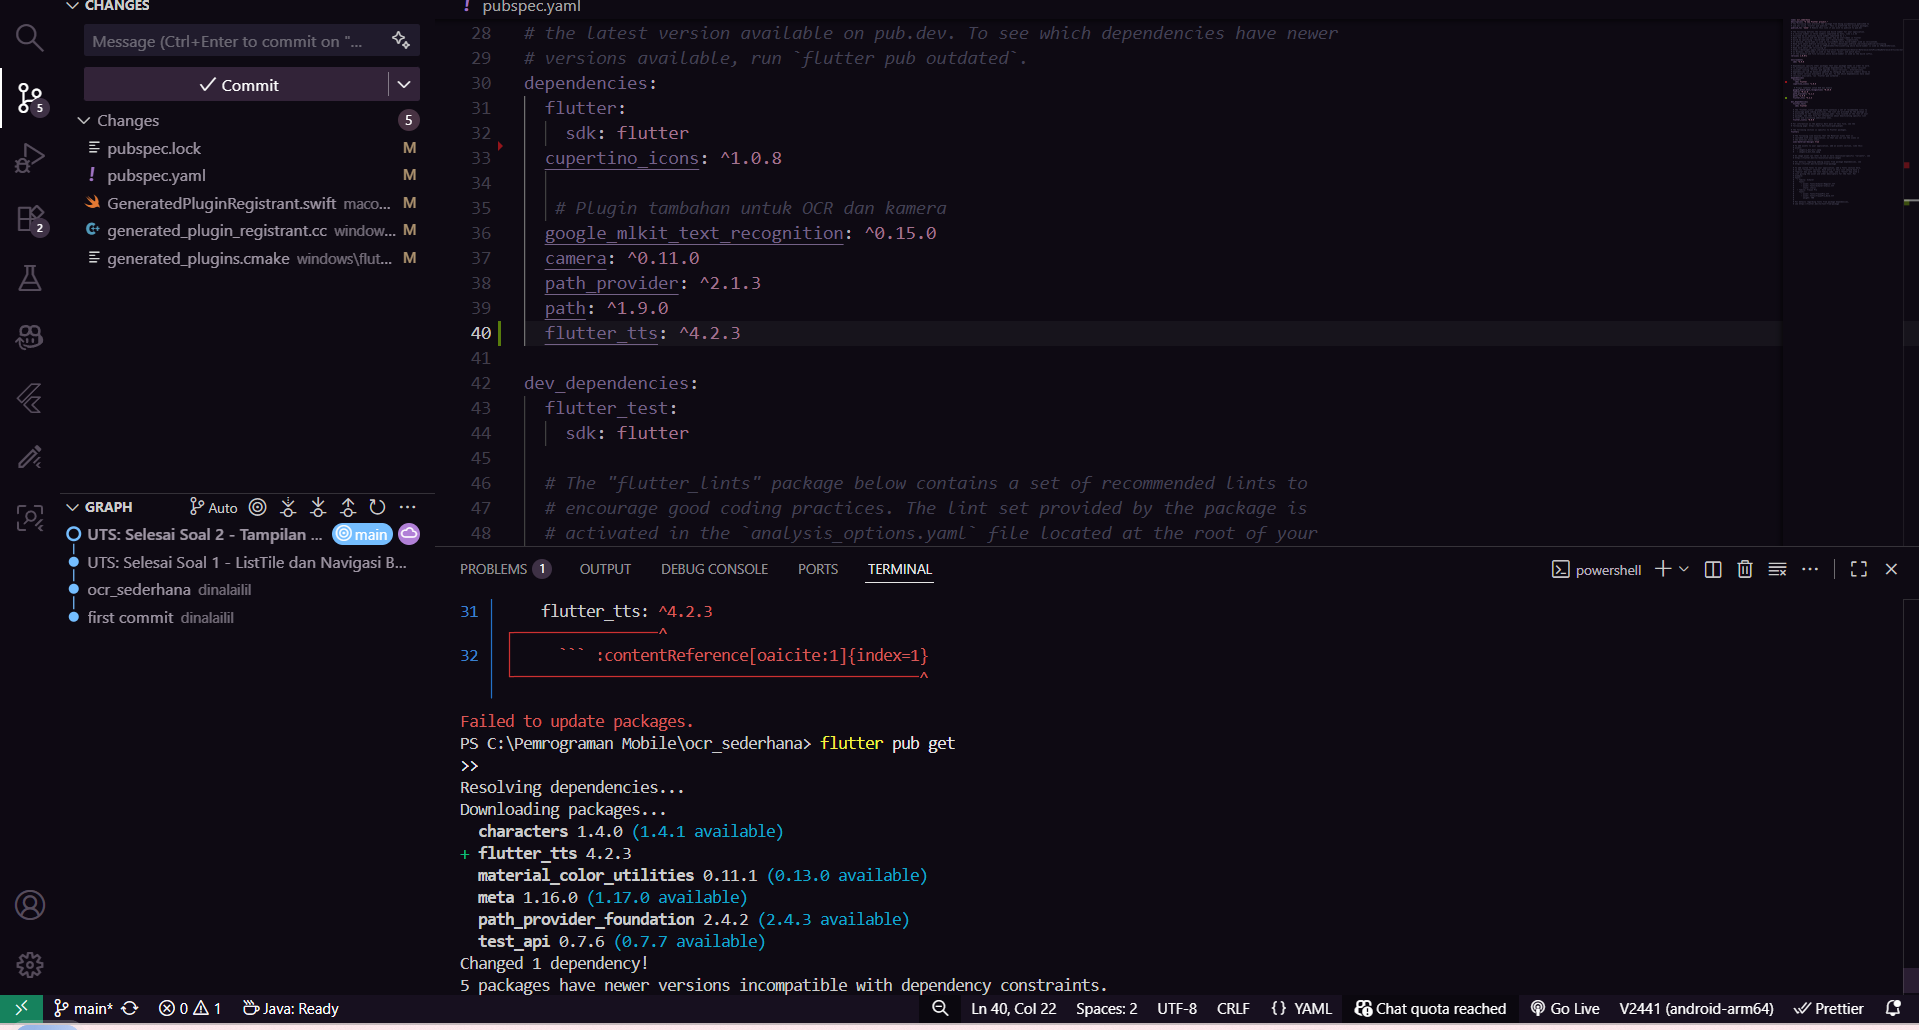 CHANGES
Message (Ctrl+Enter to commit on "...
Commit
Changes 5
pubspec.lock M
! pubspec.yaml M
GeneratedPluginRegistrant.swift maco... M
generated_plugin_registrant.cc window... M
generated_plugins.cmake windows\flut... M
5
2
GRAPH Auto
UTS: Selesai Soal 2 - Tampilan ... main
UTS: Selesai Soal 1 - ListTile dan Navigasi B...
ocr_sederhana dinalailil
first commit dinalailil
! pubspec.yaml
28 # the latest version available on pub.dev. To see which dependencies have newer
29 # versions available, run `flutter pub outdated`.
30 dependencies:
31 flutter:
32 sdk: flutter
33 cupertino_icons: ^1.0.8
34
35 # Plugin tambahan untuk OCR dan kamera
36 google_mlkit_text_recognition: ^0.15.0
37 camera: ^0.11.0
38 path_provider: ^2.1.3
39 path: ^1.9.0
40 flutter_tts: ^4.2.3
41
42 dev_dependencies:
43 flutter_test:
44 sdk: flutter
45
46 # The "flutter_lints" package below contains a set of recommended lints to
47 # encourage good coding practices. The lint set provided by the package is
48 # activated in the `analysis_options.yaml` file located at the root of your
PROBLEMS 1 OUTPUT DEBUG CONSOLE PORTS TERMINAL powershell
31 flutter_tts: ^4.2.3
^
32 ``` :contentReference[oaicite:1]{index=1}
^
Failed to update packages.
PS C:\Pemrograman Mobile\ocr_sederhana> flutter pub get
>>
Resolving dependencies...
Downloading packages...
characters 1.4.0 (1.4.1 available)
+ flutter_tts 4.2.3
material_color_utilities 0.11.1 (0.13.0 available)
meta 1.16.0 (1.17.0 available)
path_provider_foundation 2.4.2 (2.4.3 available)
test_api 0.7.6 (0.7.7 available)
Changed 1 dependency!
5 packages have newer versions incompatible with dependency constraints.
main* 0 1 Java: Ready Ln 40, Col 22 Spaces: 2 UTF-8 CRLF {} YAML Chat quota reached Go Live V2441 (android-arm64) Prettier